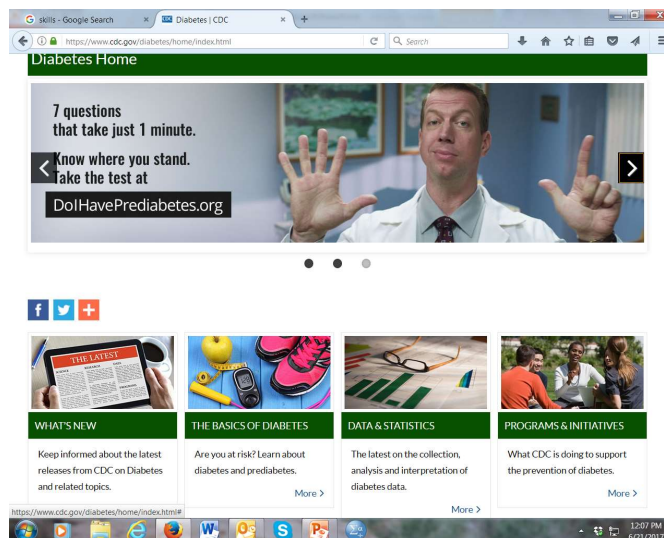 skills - Google Search
CDC Diabetes | CDC
https://www.cdc.gov/diabetes/home/index.html
Search
Diabetes Home
7 questions
that take just 1 minute.
Know where you stand.
Take the test at
DoIHavePrediabetes.org
THE LATEST
WHAT'S NEW
Keep informed about the latest
releases from CDC on Diabetes
and related topics.
THE BASICS OF DIABETES
Are you at risk? Learn about
diabetes and prediabetes.
More >
DATA & STATISTICS
The latest on the collection,
analysis and interpretation of
diabetes data.
More >
PROGRAMS & INITIATIVES
What CDC is doing to support
the prevention of diabetes.
More >
https://www.cdc.gov/diabetes/home/index.html#
12:07 PM
6/21/2017